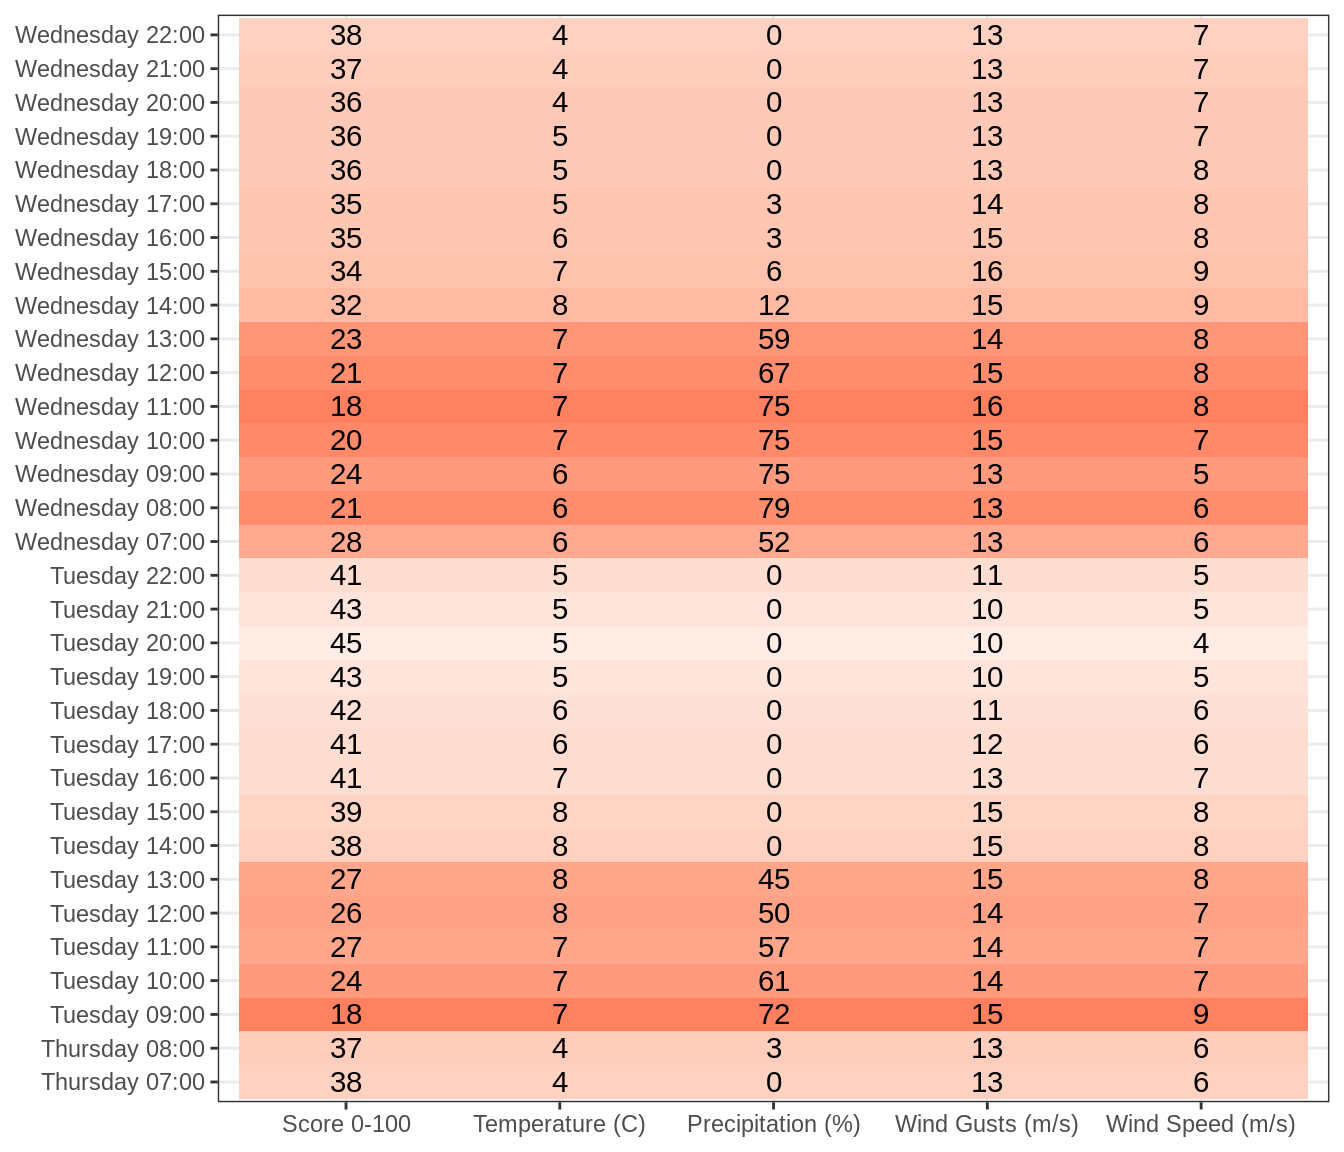 Wednesday 22:00 38 4 0 13 7
Wednesday 21:00 37 4 0 13 7
Wednesday 20:00 36 4 0 13 7
Wednesday 19:00 36 5 0 13 7
Wednesday 18:00 36 5 0 13 8
Wednesday 17:00 35 5 3 14 8
Wednesday 16:00 35 6 3 15 8
Wednesday 15:00 34 7 6 16 9
Wednesday 14:00 32 8 12 15 9
Wednesday 13:00 23 7 59 14 8
Wednesday 12:00 21 7 67 15 8
Wednesday 11:00 18 7 75 16 8
Wednesday 10:00 20 7 75 15 7
Wednesday 09:00 24 6 75 13 5
Wednesday 08:00 21 6 79 13 6
Wednesday 07:00 28 6 52 13 6
Tuesday 22:00 41 5 0 11 5
Tuesday 21:00 43 5 0 10 5
Tuesday 20:00 45 5 0 10 4
Tuesday 19:00 43 5 0 10 5
Tuesday 18:00 42 6 0 11 6
Tuesday 17:00 41 6 0 12 6
Tuesday 16:00 41 7 0 13 7
Tuesday 15:00 39 8 0 15 8
Tuesday 14:00 38 8 0 15 8
Tuesday 13:00 27 8 45 15 8
Tuesday 12:00 26 8 50 14 7
Tuesday 11:00 27 7 57 14 7
Tuesday 10:00 24 7 61 14 7
Tuesday 09:00 18 7 72 15 9
Thursday 08:00 37 4 3 13 6
Thursday 07:00 38 4 0 13 6
Score 0-100 Temperature (C) Precipitation (%) Wind Gusts (m/s) Wind Speed (m/s)